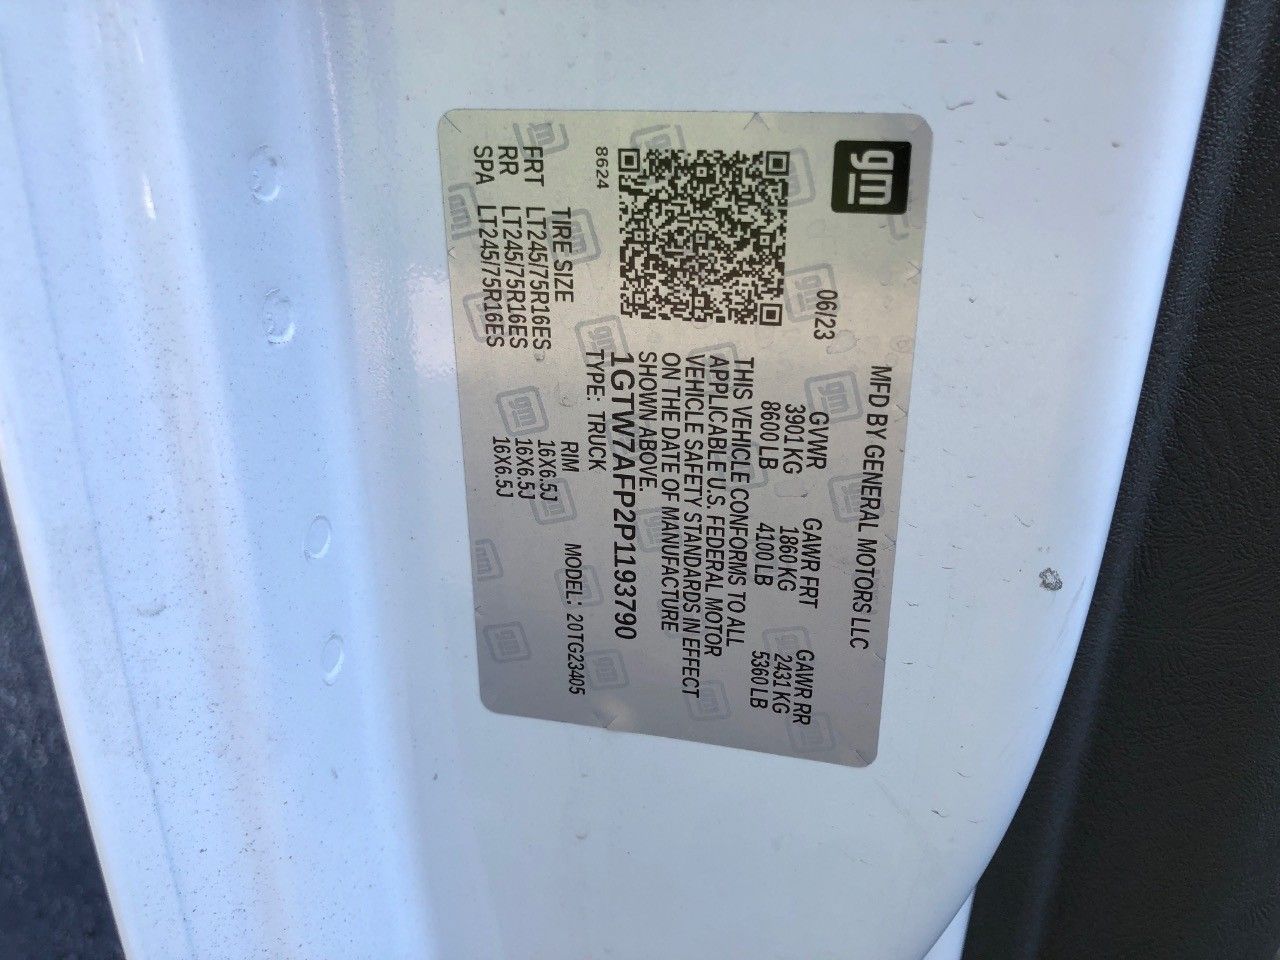 gm
MFD BY GENERAL MOTORS LLC
06/23
GVWR GAWR FRT GAWR RR
3901 KG 1860 KG 2431 KG
8600 LB 4100 LB 5360 LB
THIS VEHICLE CONFORMS TO ALL
APPLICABLE U.S. FEDERAL MOTOR
VEHICLE SAFETY STANDARDS IN EFFECT
ON THE DATE OF MANUFACTURE
SHOWN ABOVE.
1GTW7AFP2P1193790
8624
TYPE: TRUCK MODEL: 20TG23405
TIRE SIZE RIM
FRT LT245/75R16ES 16X6.5J
RR LT245/75R16ES 16X6.5J
SPA LT245/75R16ES 16X6.5J